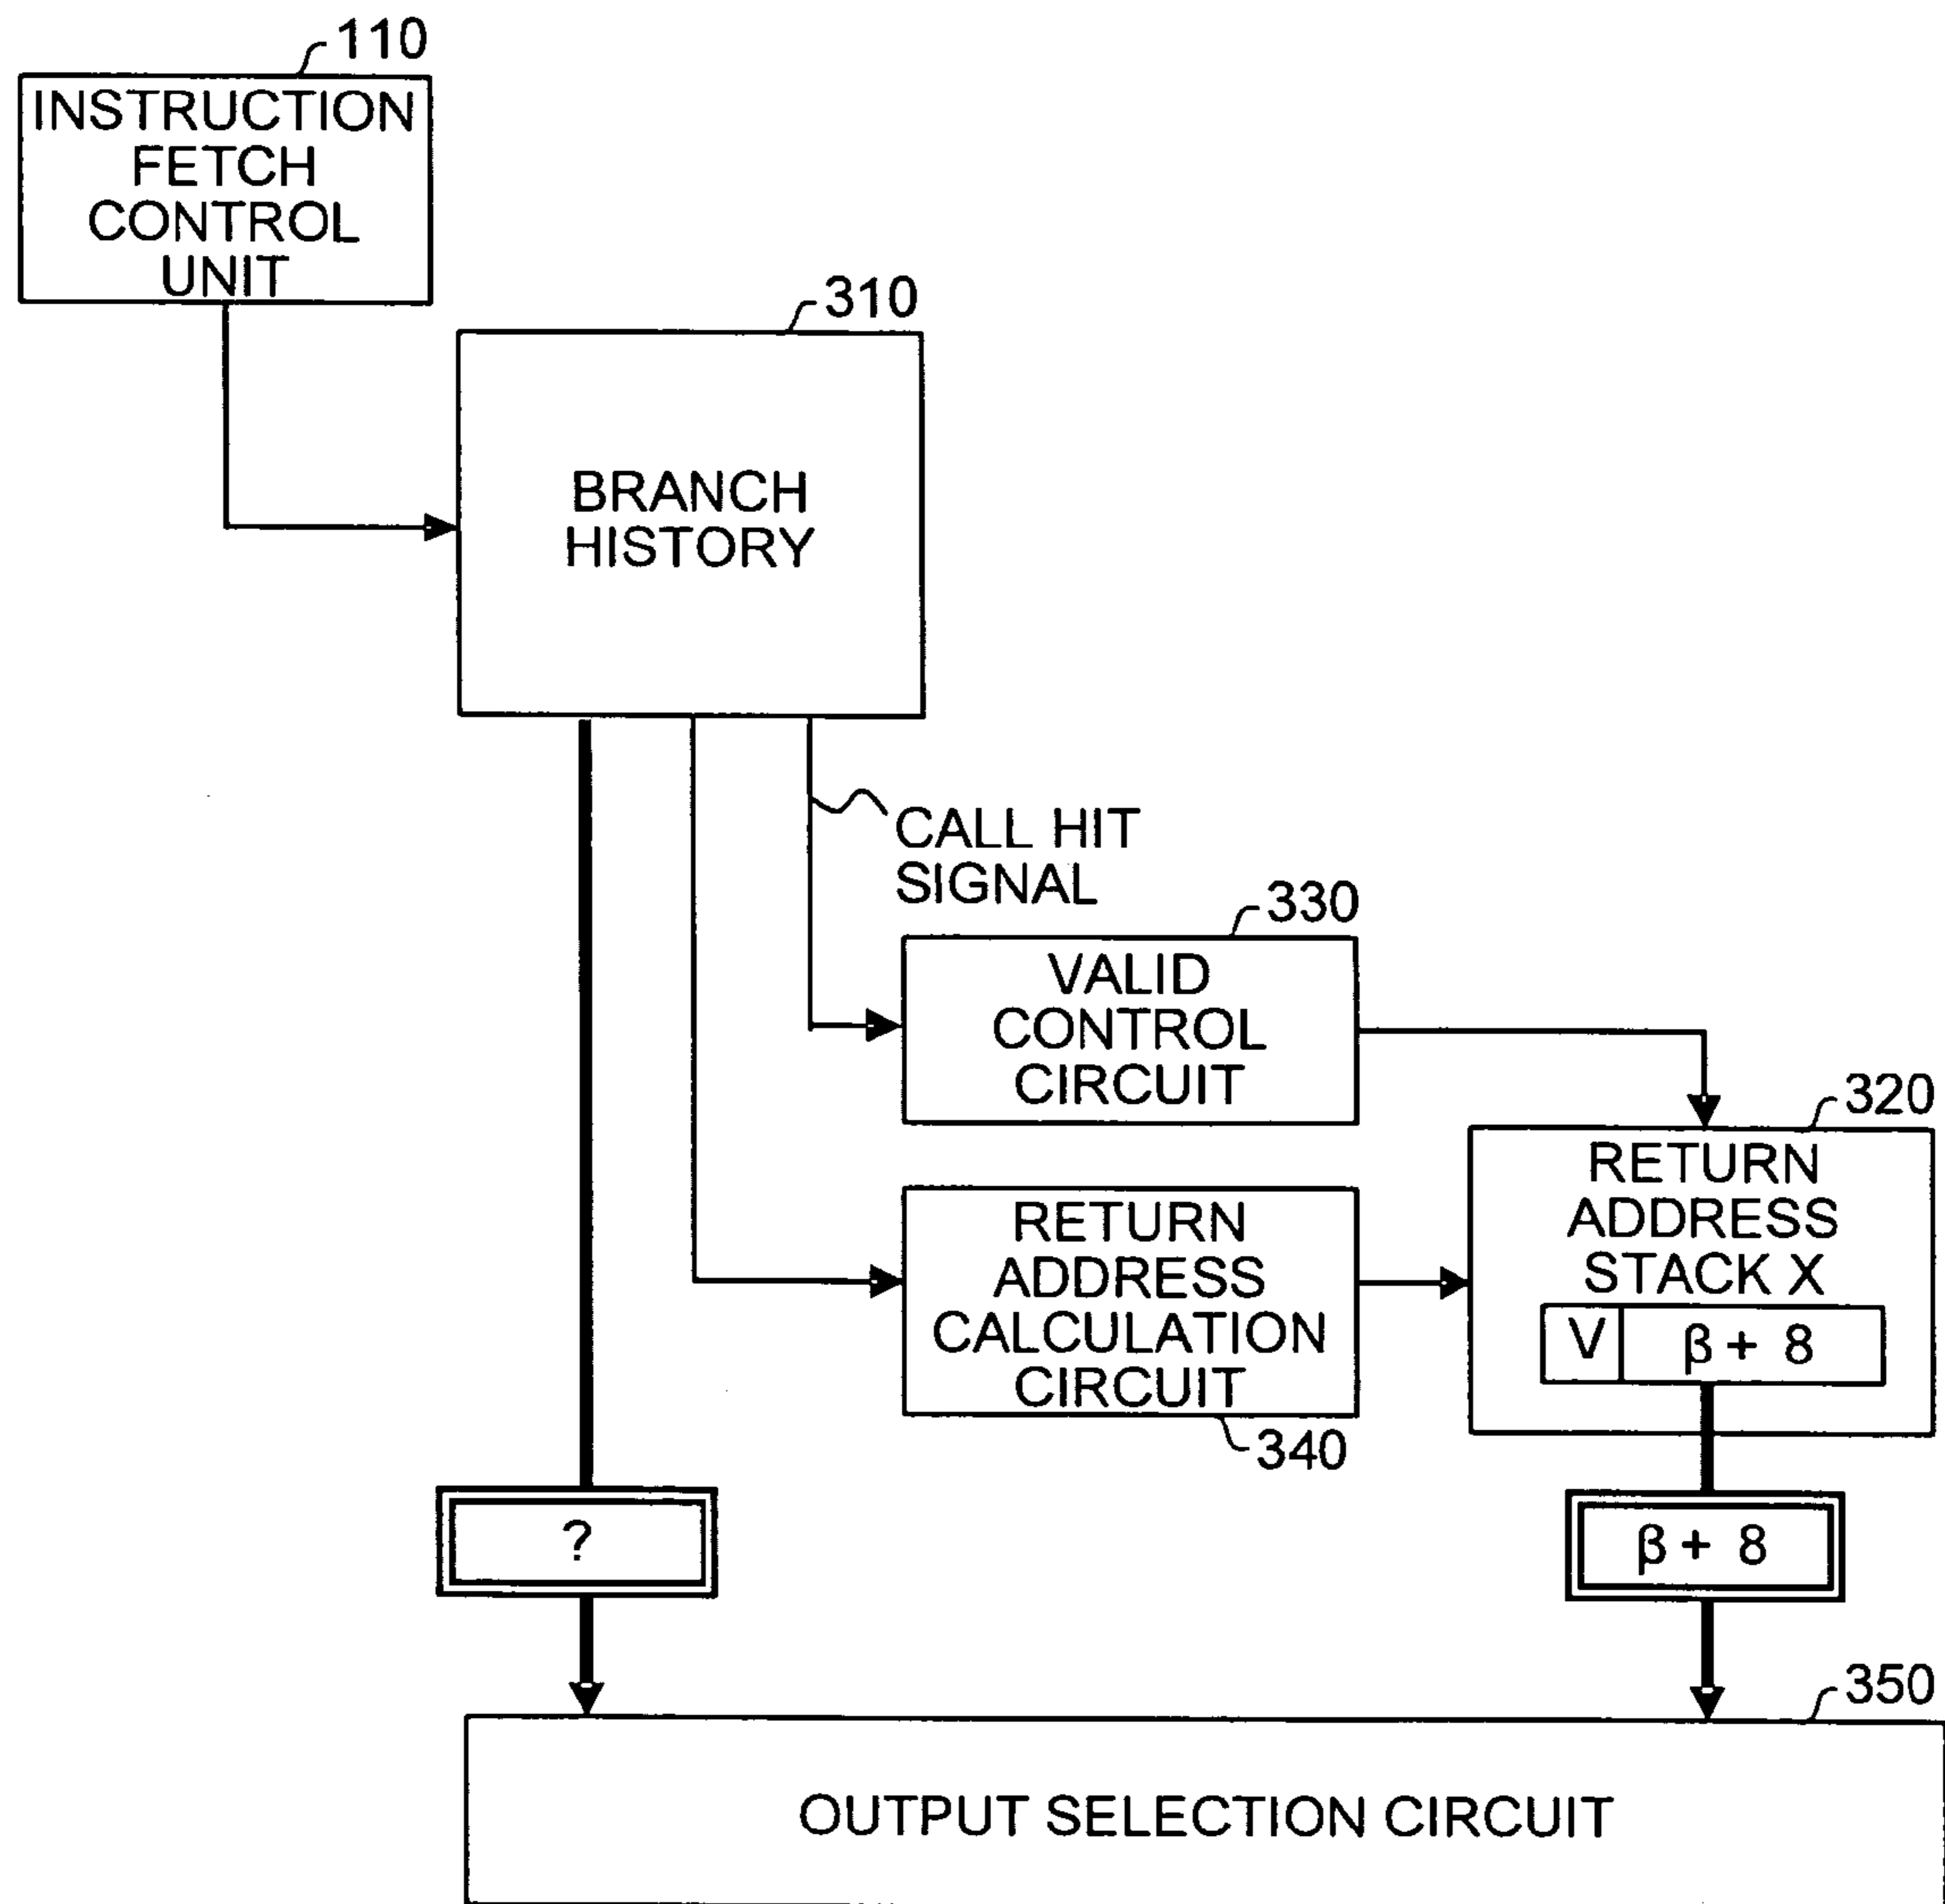 110
INSTRUCTION
FETCH
CONTROL
UNIT
310
BRANCH
HISTORY
CALL HIT
SIGNAL
330
VALID
CONTROL
CIRCUIT
320
RETURN
ADDRESS
STACK X
V β + 8
RETURN
ADDRESS
CALCULATION
CIRCUIT
340
?
β + 8
350
OUTPUT SELECTION CIRCUIT